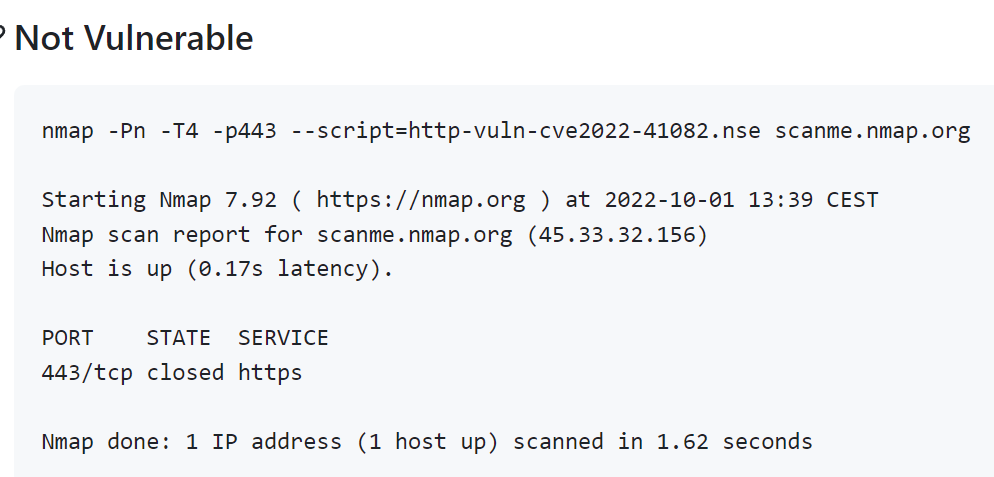 Not Vulnerable
nmap -Pn -T4 -p443 --script=http-vuln-cve2022-41082.nse scanme.nmap.org
Starting Nmap 7.92 ( https://nmap.org ) at 2022-10-01 13:39 CEST
Nmap scan report for scanme.nmap.org (45.33.32.156)
Host is up (0.17s latency).
PORT    STATE  SERVICE
443/tcp closed https
Nmap done: 1 IP address (1 host up) scanned in 1.62 seconds